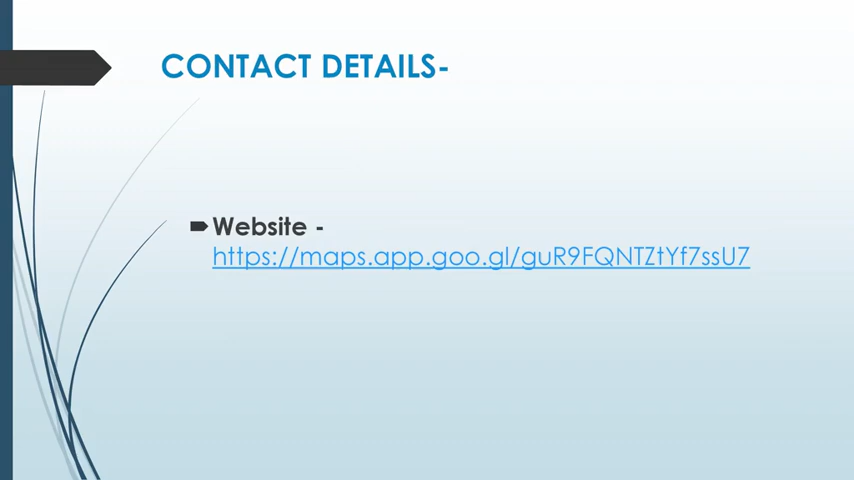 CONTACT DETAILS-
Website -
https://maps.app.goo.gl/guR9FQNTZtYf7ssU7